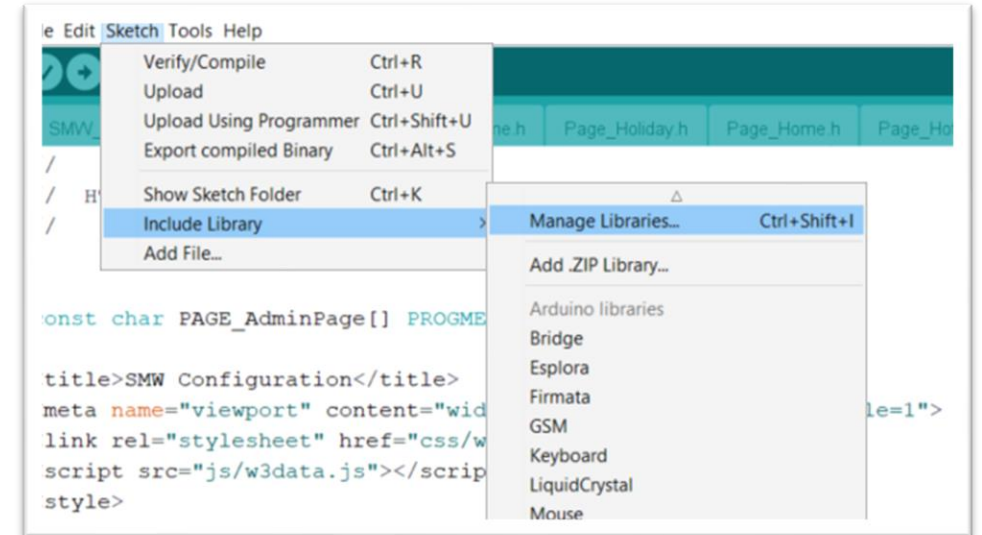 le Edit Sketch Tools Help
Verify/Compile Ctrl+R
Upload Ctrl+U
Upload Using Programmer Ctrl+Shift+U
Export compiled Binary Ctrl+Alt+S
Show Sketch Folder Ctrl+K
Include Library >
Add File...
△
Manage Libraries... Ctrl+Shift+I
Add .ZIP Library...
Arduino libraries
Bridge
Esplora
Firmata
GSM
Keyboard
LiquidCrystal
Mouse
SMW_ me.h Page_Holiday.h Page_Home.h Page_Ho
/
/ H
/
onst char PAGE_AdminPage[] PROGME
title>SMW Configuration</title>
meta name="viewport" content="wid le=1">
link rel="stylesheet" href="css/w
script src="js/w3data.js"></scrip
style>